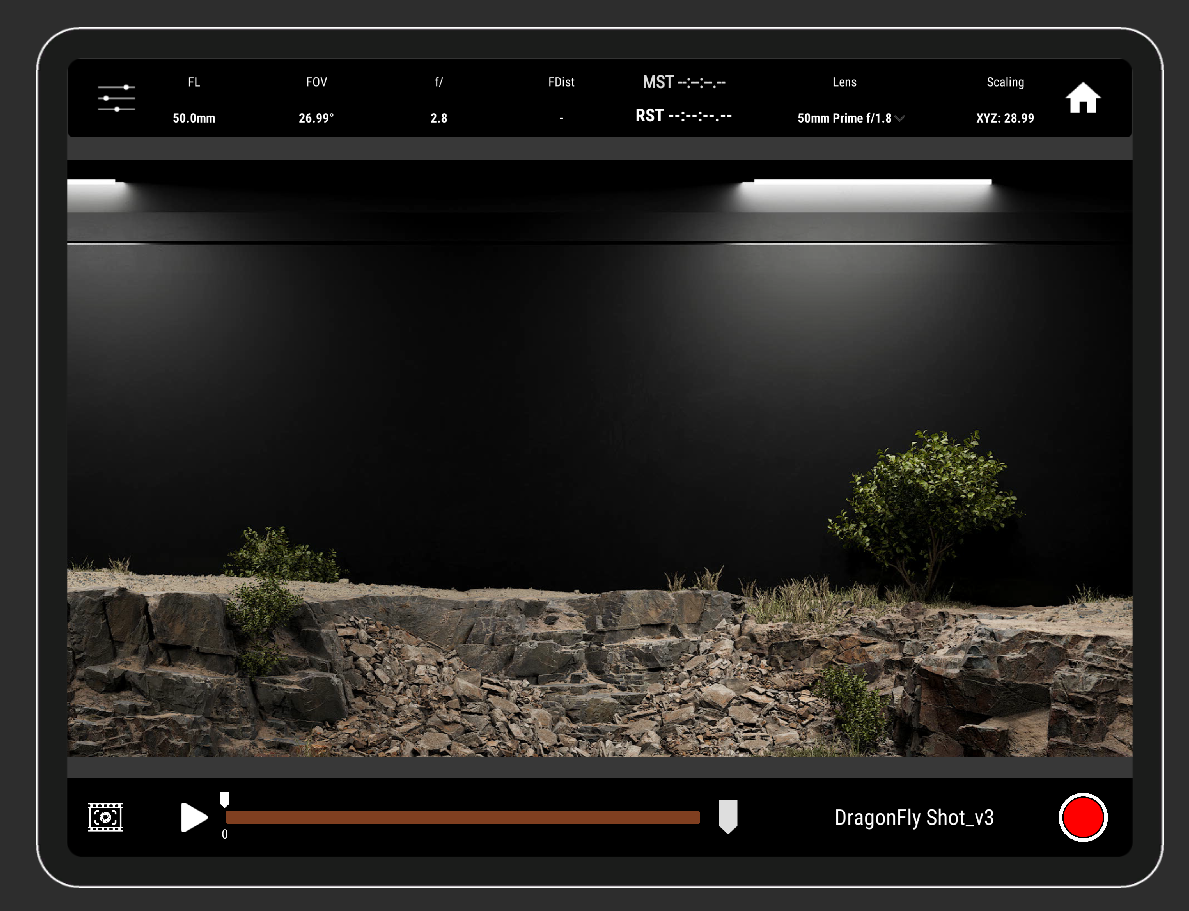 FL
FOV
f/
FDist
MST --:--:--.--
Lens
Scaling
50.0mm
26.99°
2.8
-
RST --:--:--.--
50mm Prime f/1.8
XYZ: 28.99
0
DragonFly Shot_v3